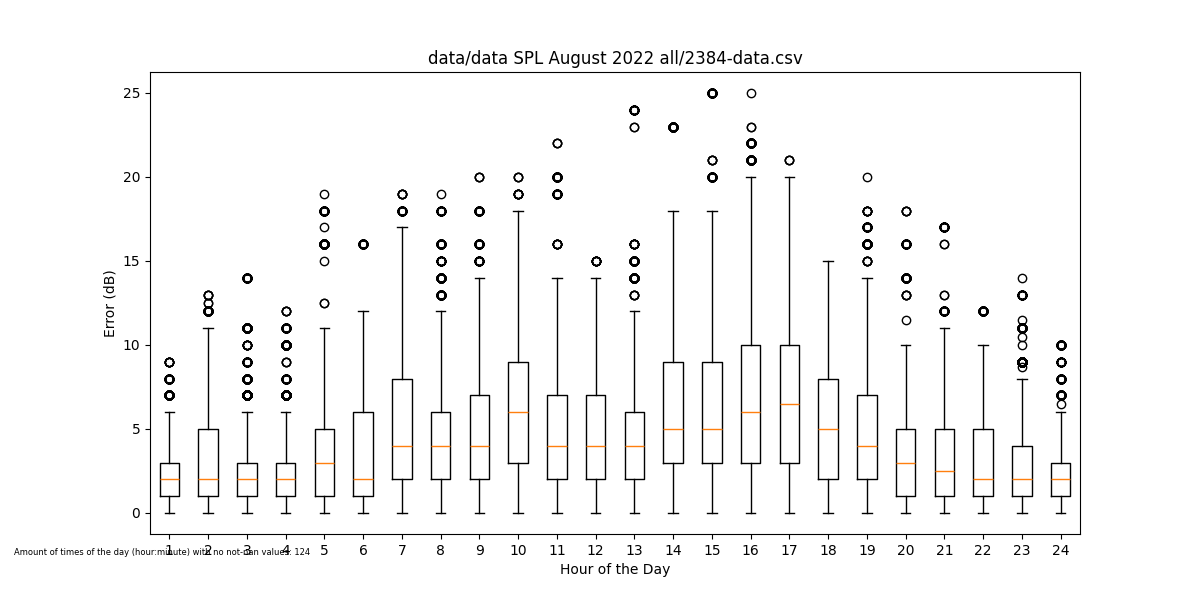 data/data SPL August 2022 all/2384-data.csv
25
20
15
10
5
0
Error (dB)
1 2 3 4 5 6 7 8 9 10 11 12 13 14 15 16 17 18 19 20 21 22 23 24
Amount of times of the day (hour:minute) with no not-nan values: 124
Hour of the Day